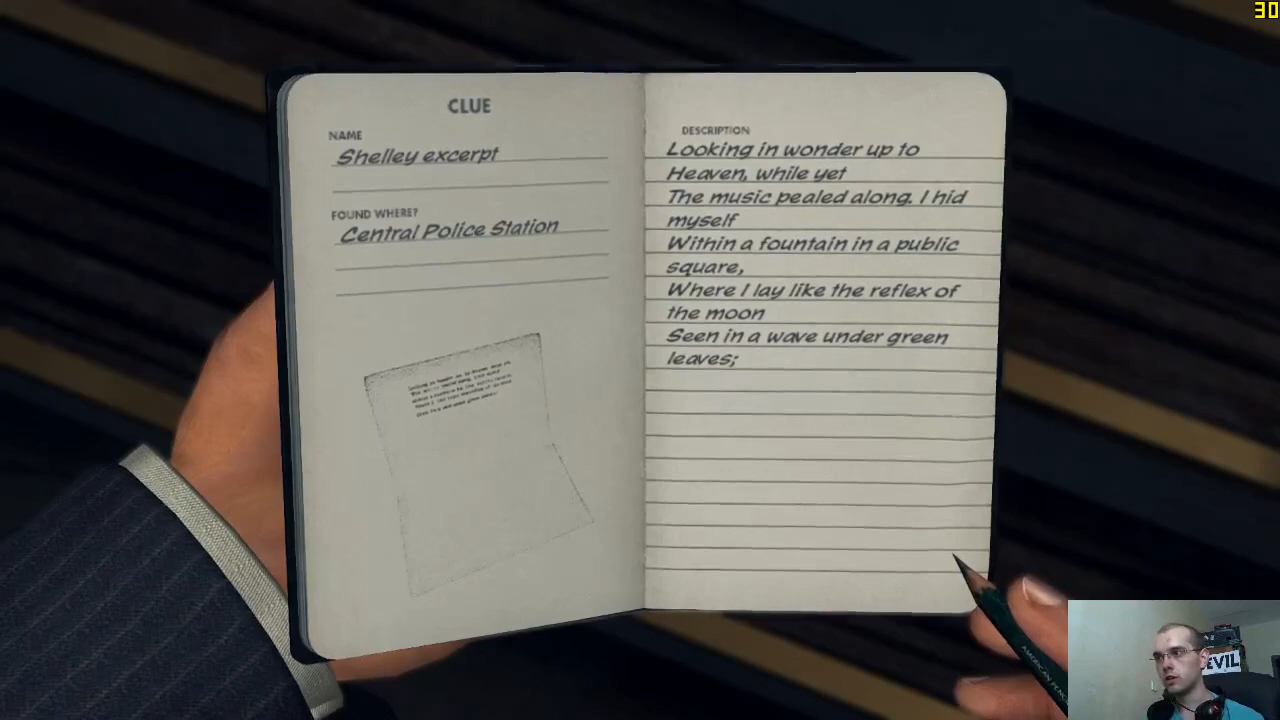 30
CLUE
NAME
Shelley excerpt
FOUND WHERE?
Central Police Station
DESCRIPTION
Looking in wonder up to
Heaven, while yet
The music pealed along. I hid
myself
Within a fountain in a public
square,
Where I lay like the reflex of
the moon
Seen in a wave under green
leaves;
AMERICAN
EVIL